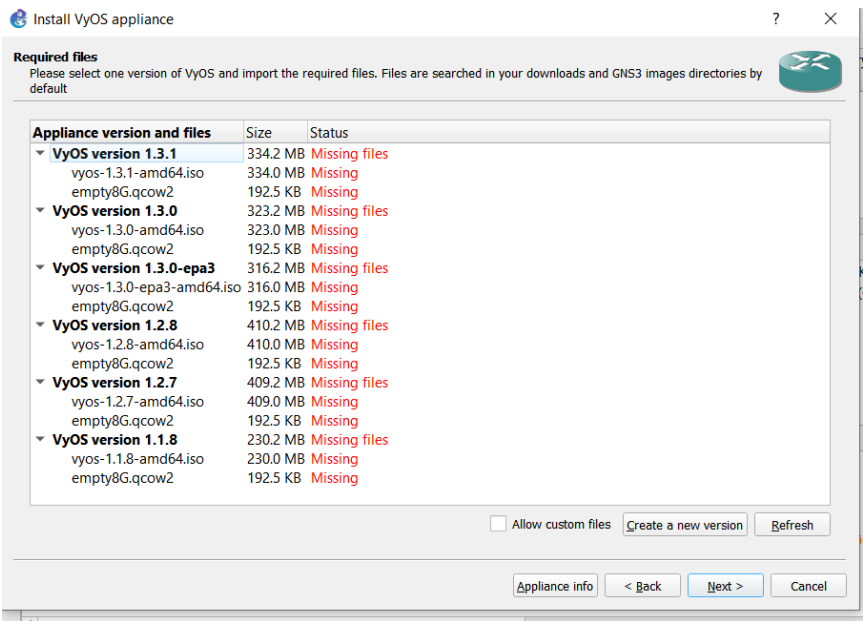 Install VyOS appliance
?
Required files
Please select one version of VyOS and import the required files. Files are searched in your downloads and GNS3 images directories by
default
Appliance version and files Size Status
VyOS version 1.3.1 334.2 MB Missing files
vyos-1.3.1-amd64.iso 334.0 MB Missing
empty8G.qcow2 192.5 KB Missing
VyOS version 1.3.0 323.2 MB Missing files
vyos-1.3.0-amd64.iso 323.0 MB Missing
empty8G.qcow2 192.5 KB Missing
VyOS version 1.3.0-epa3 316.2 MB Missing files
vyos-1.3.0-epa3-amd64.iso 316.0 MB Missing
empty8G.qcow2 192.5 KB Missing
VyOS version 1.2.8 410.2 MB Missing files
vyos-1.2.8-amd64.iso 410.0 MB Missing
empty8G.qcow2 192.5 KB Missing
VyOS version 1.2.7 409.2 MB Missing files
vyos-1.2.7-amd64.iso 409.0 MB Missing
empty8G.qcow2 192.5 KB Missing
VyOS version 1.1.8 230.2 MB Missing files
vyos-1.1.8-amd64.iso 230.0 MB Missing
empty8G.qcow2 192.5 KB Missing
Allow custom files Create a new version Refresh
Appliance info < Back Next > Cancel